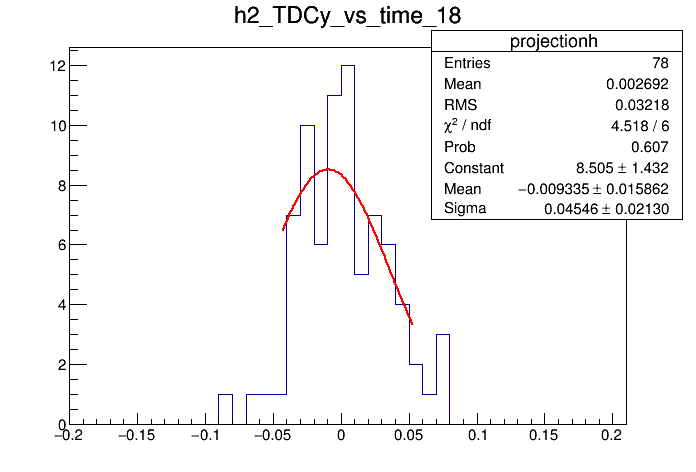 h2_TDCy_vs_time_18
projectionh
Entries 78
Mean 0.002692
RMS 0.03218
χ² / ndf 4.518 / 6
Prob 0.607
Constant 8.505 ± 1.432
Mean −0.009335 ± 0.015862
Sigma 0.04546 ± 0.02130
12
10
8
6
4
2
0
−0.2 −0.15 −0.1 −0.05 0 0.05 0.1 0.15 0.2